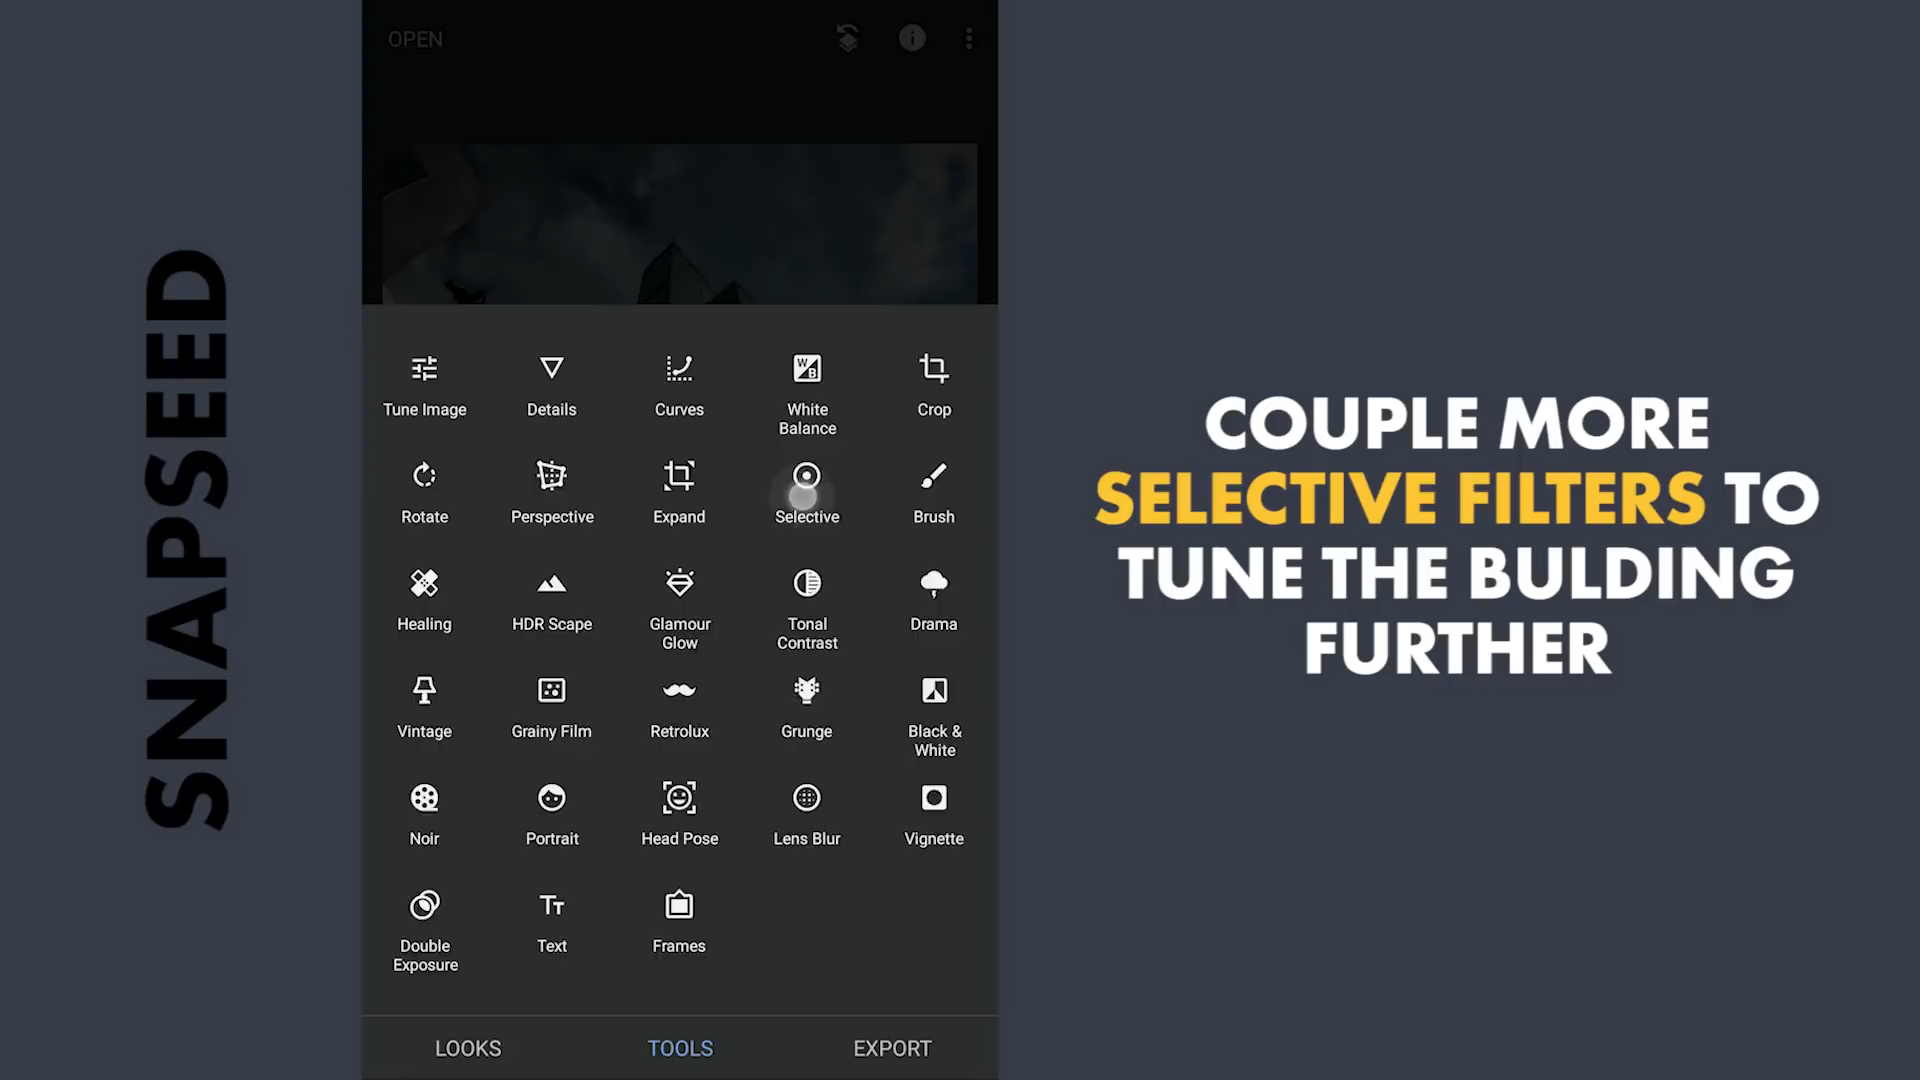 SNAPSEED
OPEN
Tune Image
Details
Curves
White
Balance
Crop
Rotate
Perspective
Expand
Selective
Brush
Healing
HDR Scape
Glamour
Glow
Tonal
Contrast
Drama
Vintage
Grainy Film
Retrolux
Grunge
Black &
White
Noir
Portrait
Head Pose
Lens Blur
Vignette
Double
Exposure
Text
Frames
LOOKS
TOOLS
EXPORT
COUPLE MORE
SELECTIVE FILTERS TO
TUNE THE BULDING
FURTHER